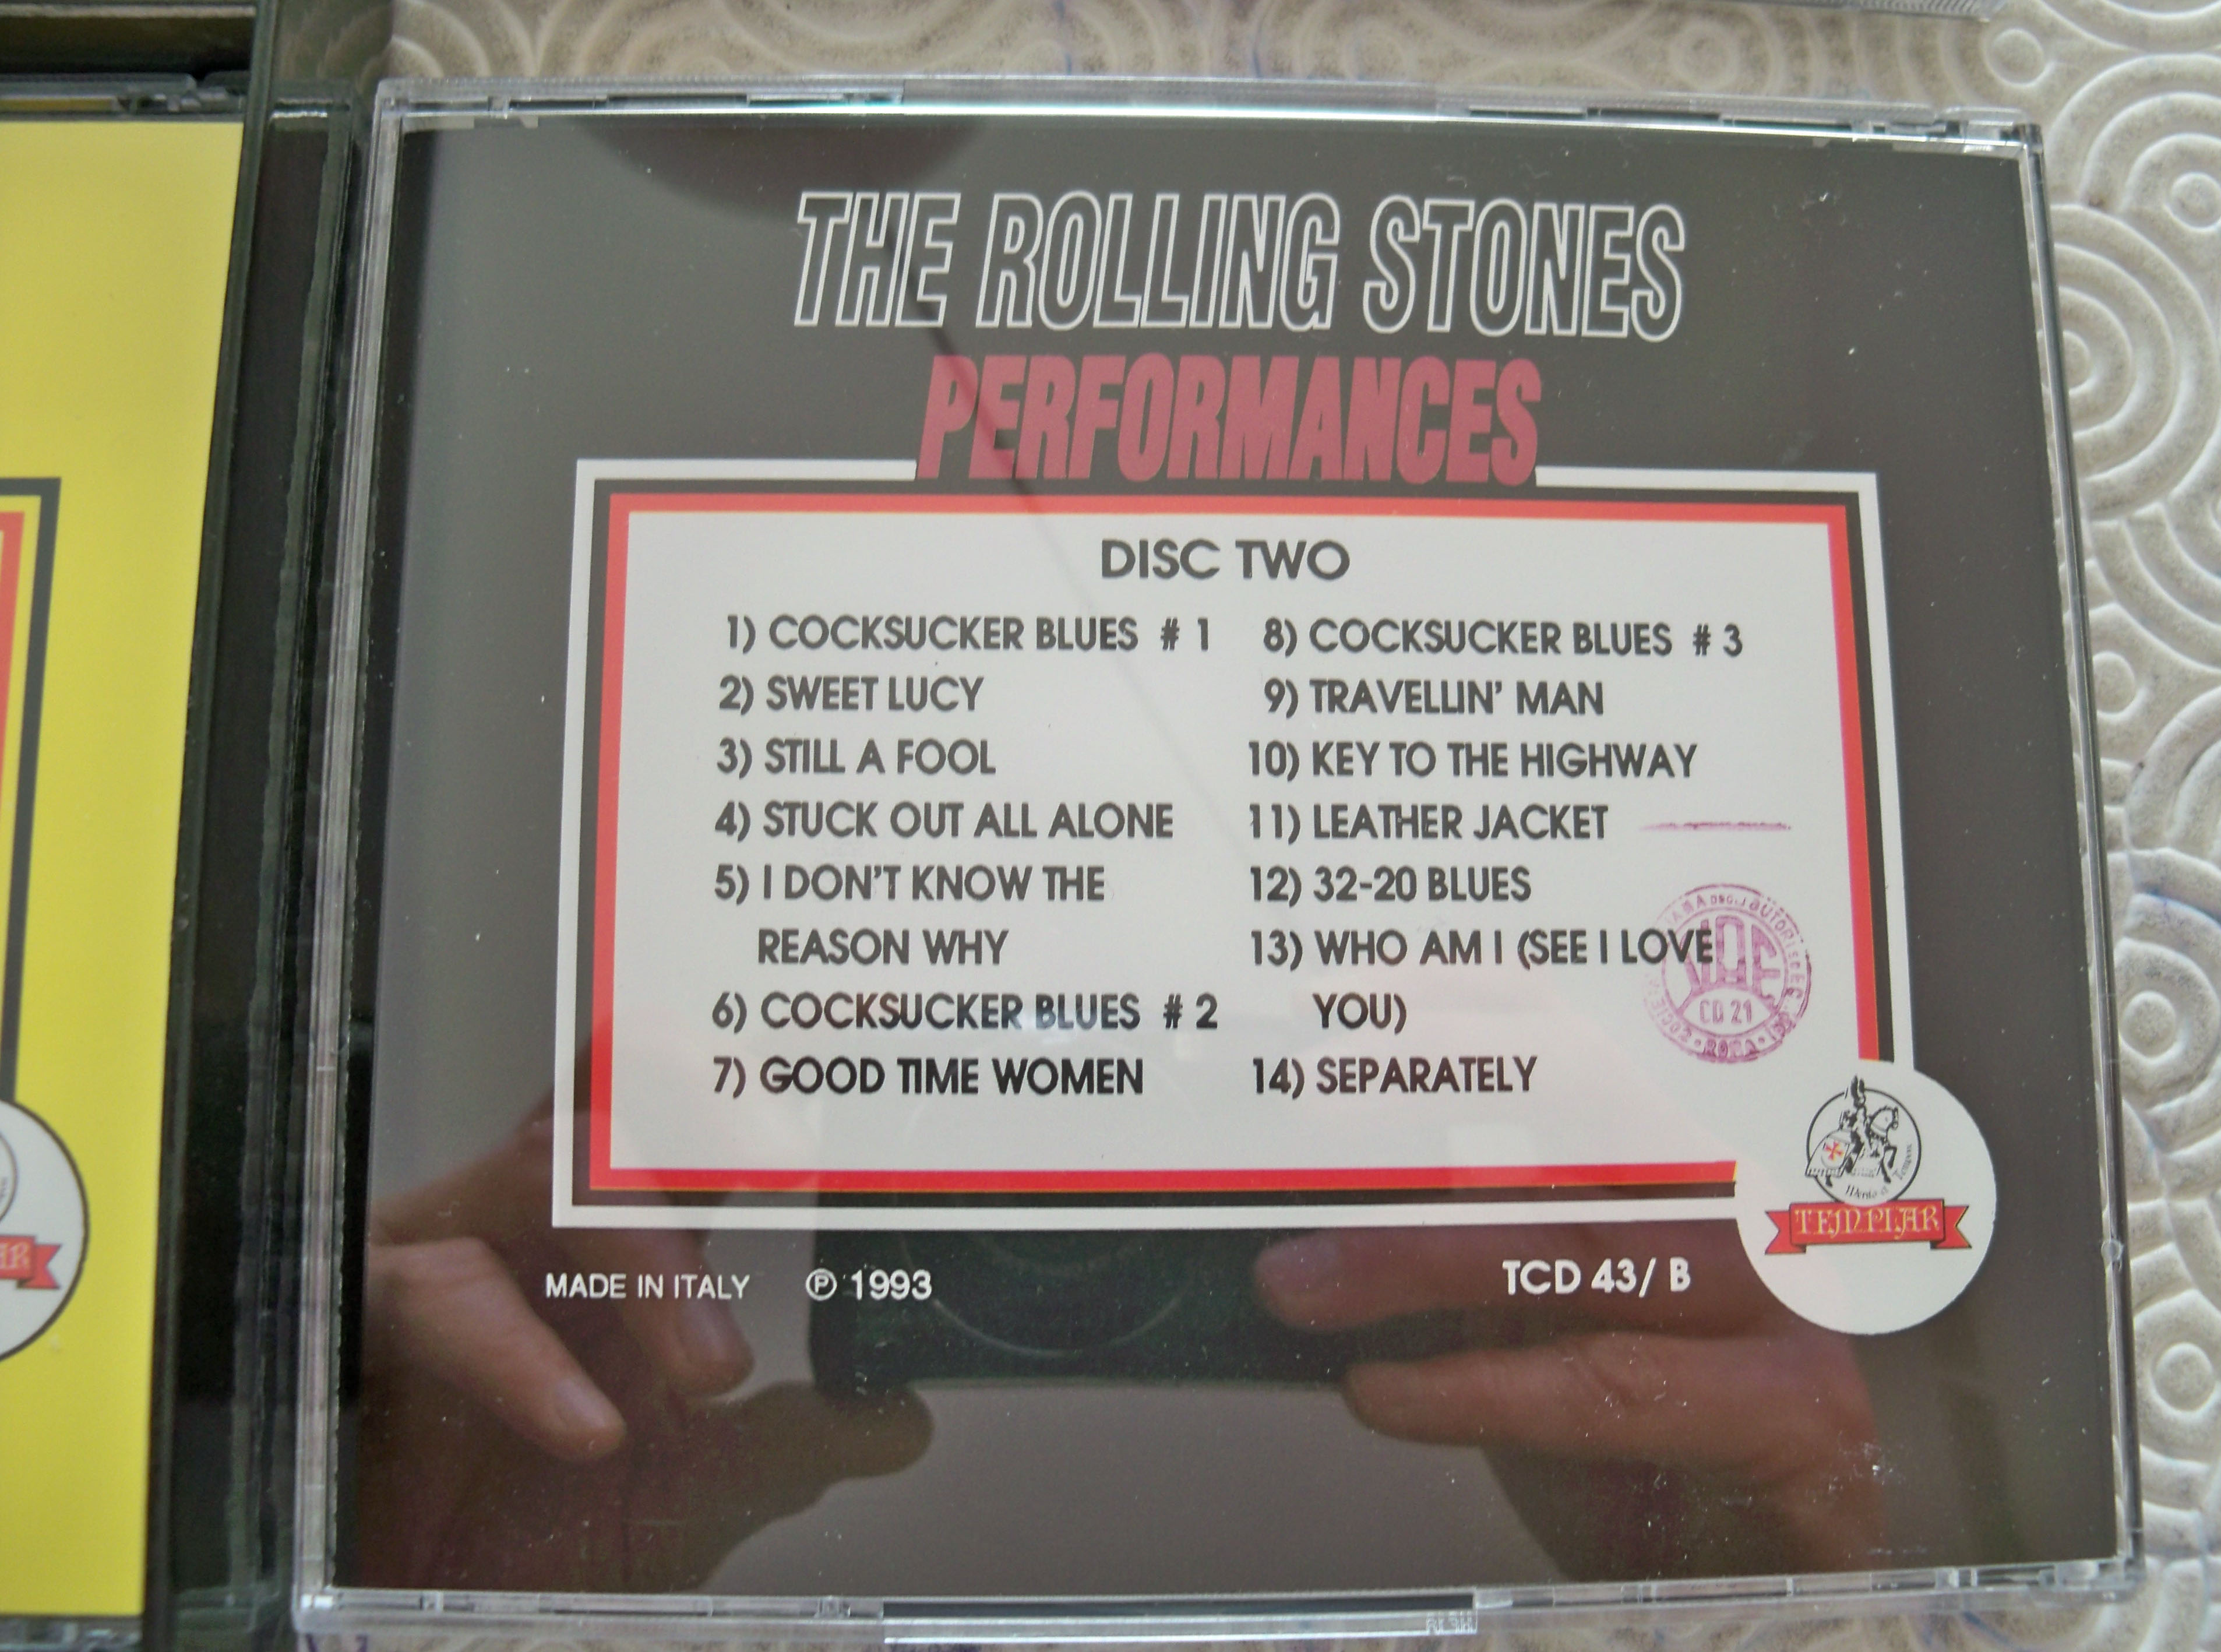 THE ROLLING STONES
PERFORMANCES
DISC TWO
1) COCKSUCKER BLUES # 1
2) SWEET LUCY
3) STILL A FOOL
4) STUCK OUT ALL ALONE
5) I DON'T KNOW THE
REASON WHY
6) COCKSUCKER BLUES # 2
7) GOOD TIME WOMEN
8) COCKSUCKER BLUES # 3
9) TRAVELLIN' MAN
10) KEY TO THE HIGHWAY
11) LEATHER JACKET
12) 32-20 BLUES
13) WHO AM I (SEE I LOVE
YOU)
14) SEPARATELY
CD 21
ROMA
TEMPLAR
MADE IN ITALY ℗ 1993
TCD 43/ B